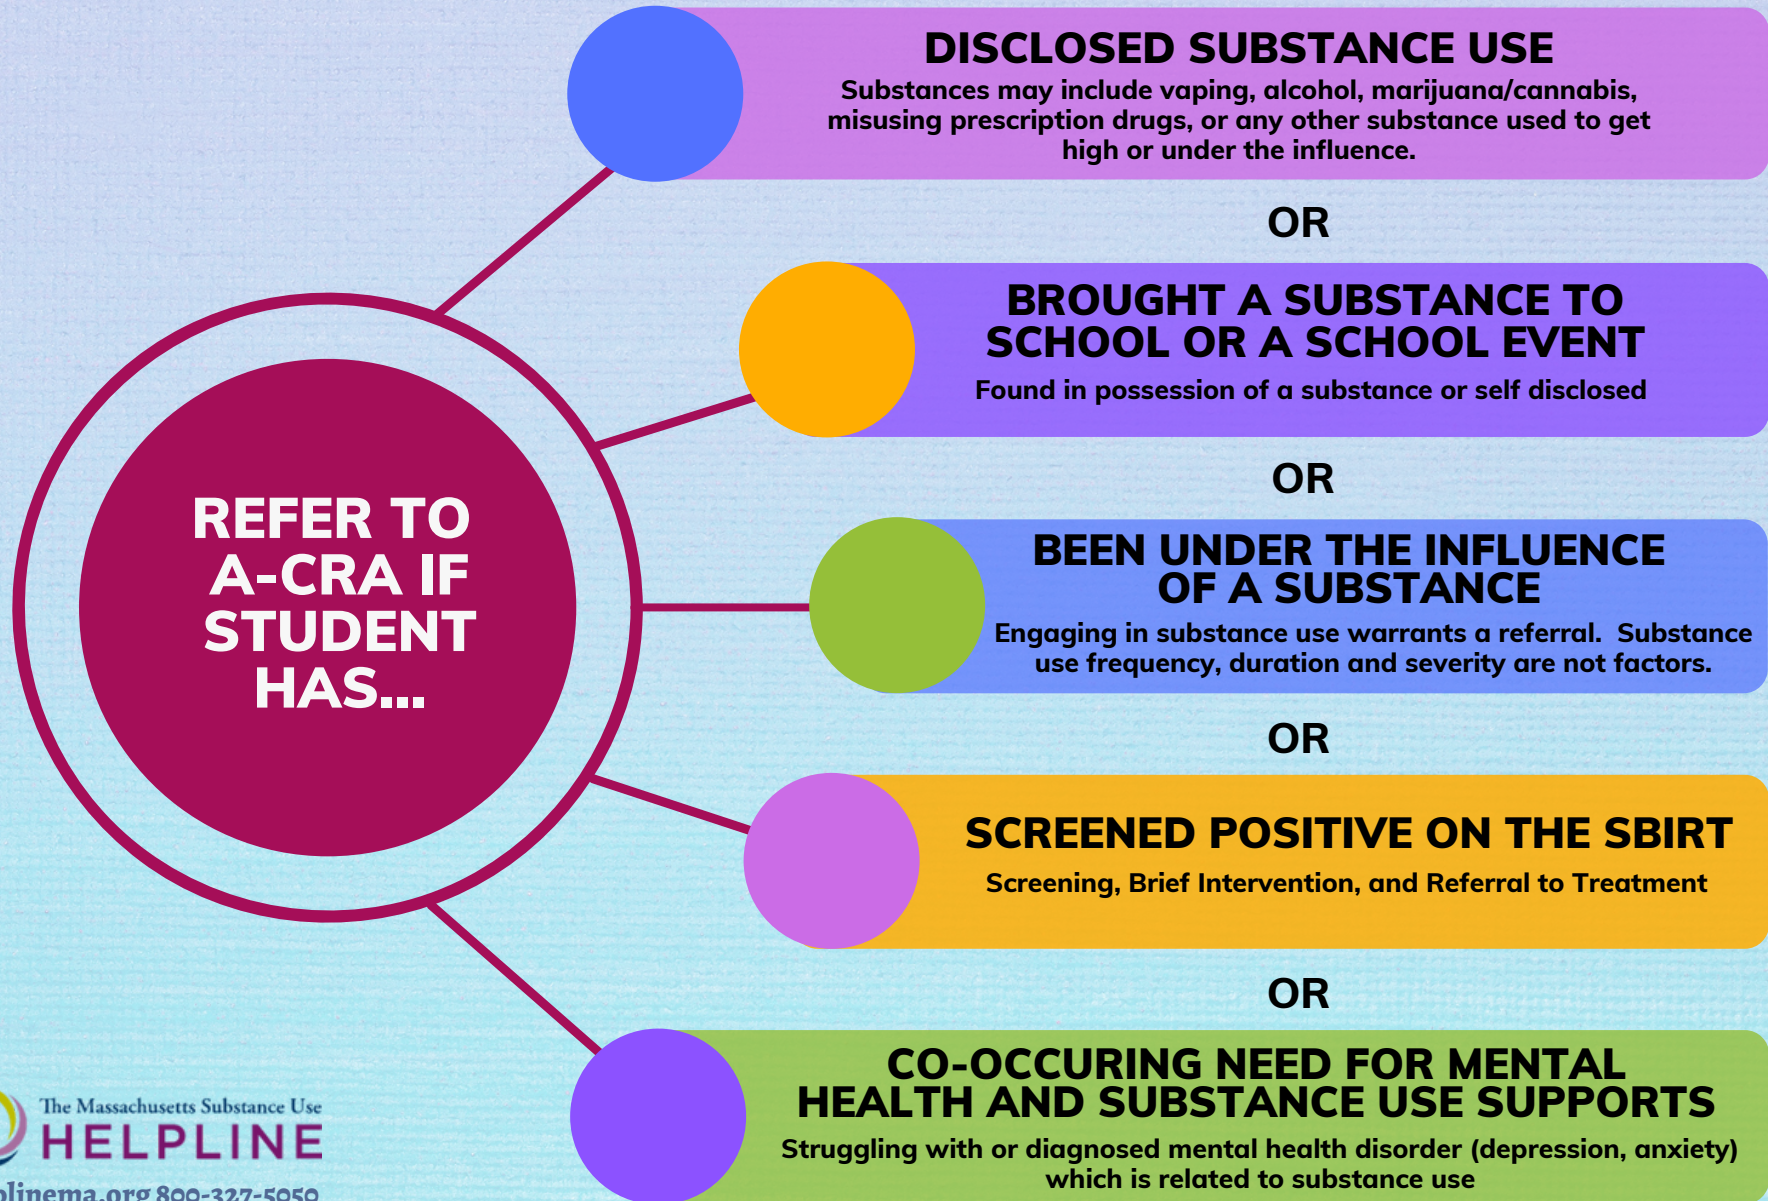 DISCLOSED SUBSTANCE USE
Substances may include vaping, alcohol, marijuana/cannabis,
misusing prescription drugs, or any other substance used to get
high or under the influence.
OR
BROUGHT A SUBSTANCE TO
SCHOOL OR A SCHOOL EVENT
Found in possession of a substance or self disclosed
OR
REFER TO
A-CRA IF
STUDENT
HAS...
BEEN UNDER THE INFLUENCE
OF A SUBSTANCE
Engaging in substance use warrants a referral. Substance
use frequency, duration and severity are not factors.
OR
SCREENED POSITIVE ON THE SBIRT
Screening, Brief Intervention, and Referral to Treatment
OR
CO-OCCURING NEED FOR MENTAL
HEALTH AND SUBSTANCE USE SUPPORTS
Struggling with or diagnosed mental health disorder (depression, anxiety)
which is related to substance use
The Massachusetts Substance Use
HELPLINE
plinema.org 800-327-5050